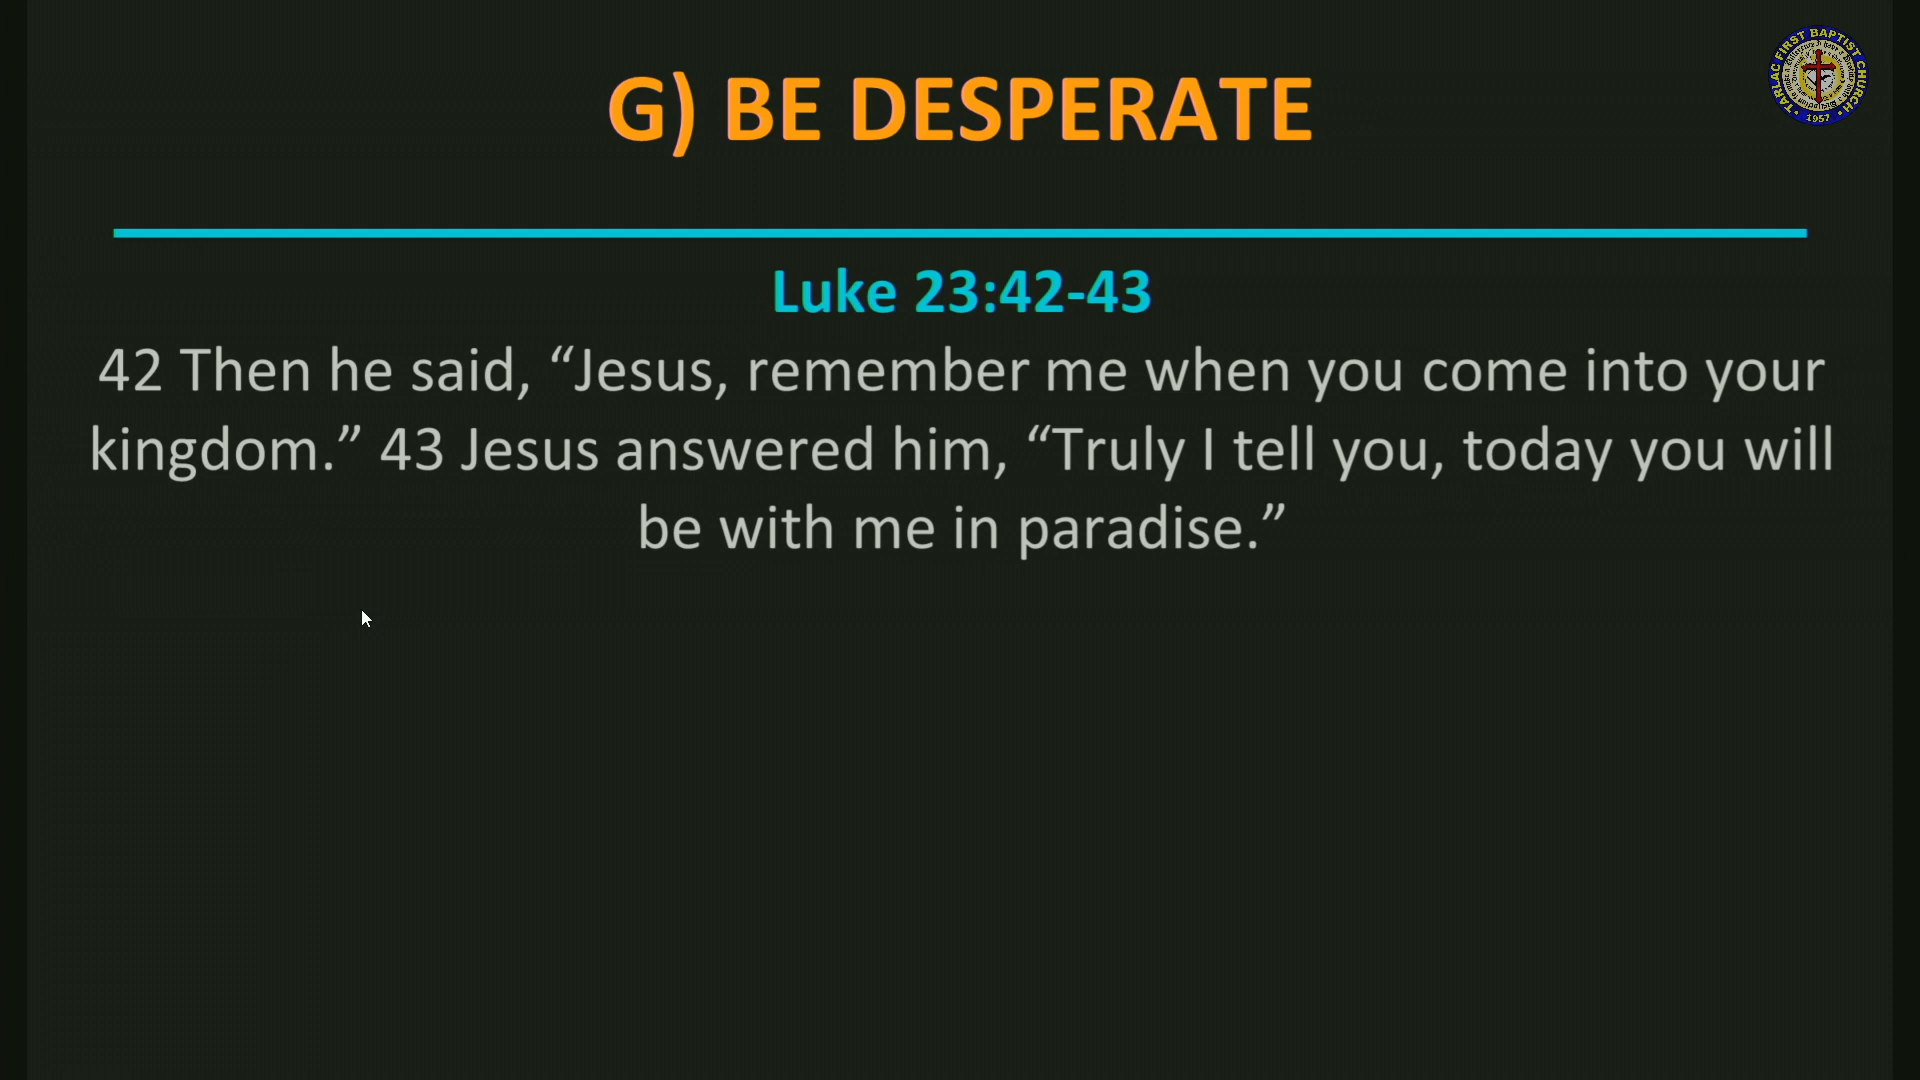 G) BE DESPERATE
TARLAC FIRST BAPTIST CHURCH
1957
Luke 23:42-43
42 Then he said, “Jesus, remember me when you come into your
kingdom.” 43 Jesus answered him, “Truly I tell you, today you will
be with me in paradise.”